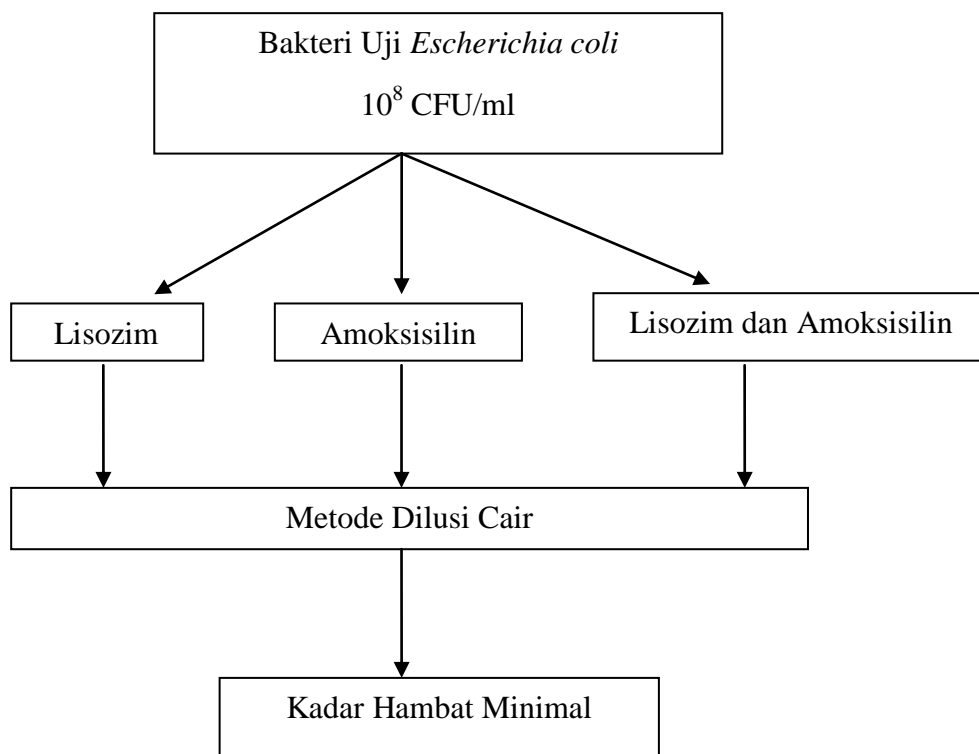 Bakteri Uji Escherichia coli
10⁸ CFU/ml
Lisozim
Amoksisilin
Lisozim dan Amoksisilin
Metode Dilusi Cair
Kadar Hambat Minimal